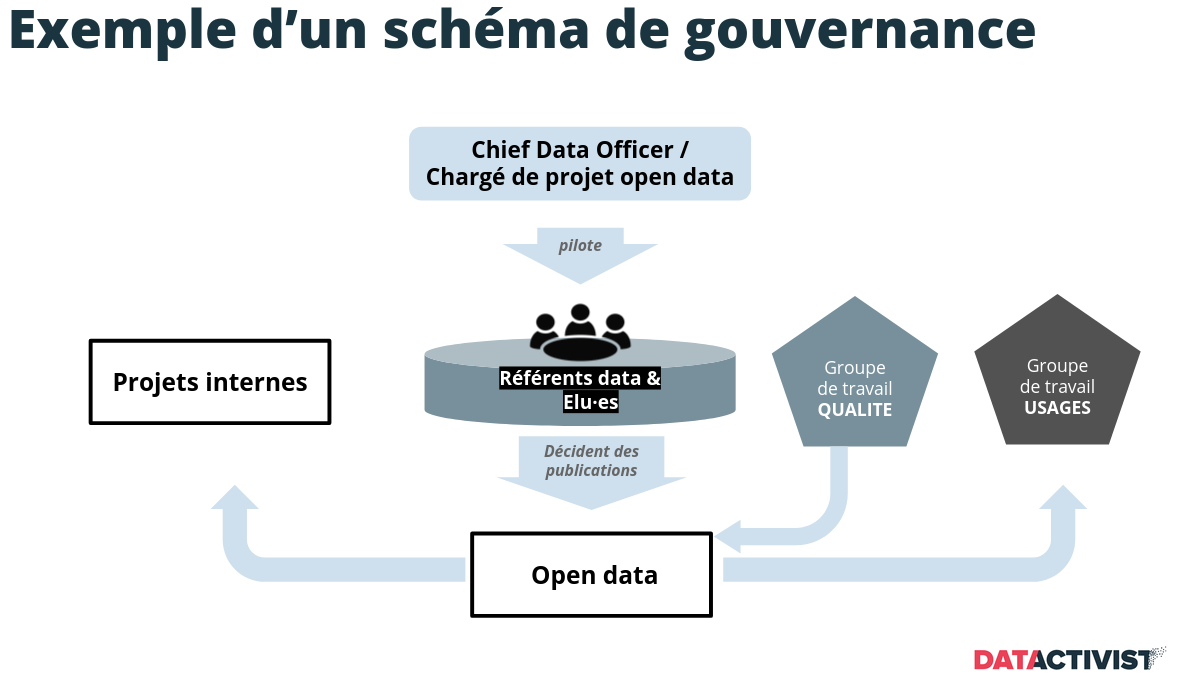 Exemple d’un schéma de gouvernance
Chief Data Officer /
Chargé de projet open data
pilote
Projets internes
Référents data &
Elu·es
Groupe
de travail
QUALITE
Groupe
de travail
USAGES
Décident des
publications
Open data
DATACTIVIST